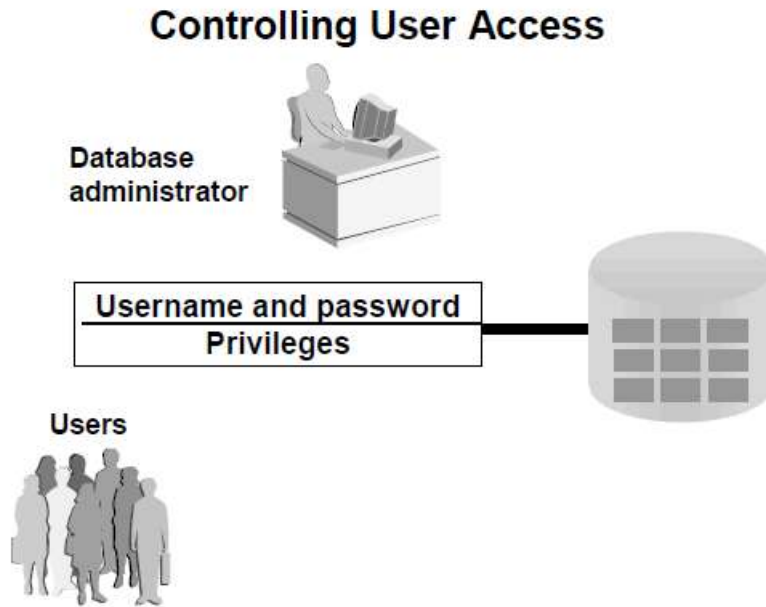 Controlling User Access
Database
administrator
Username and password
Privileges
Users